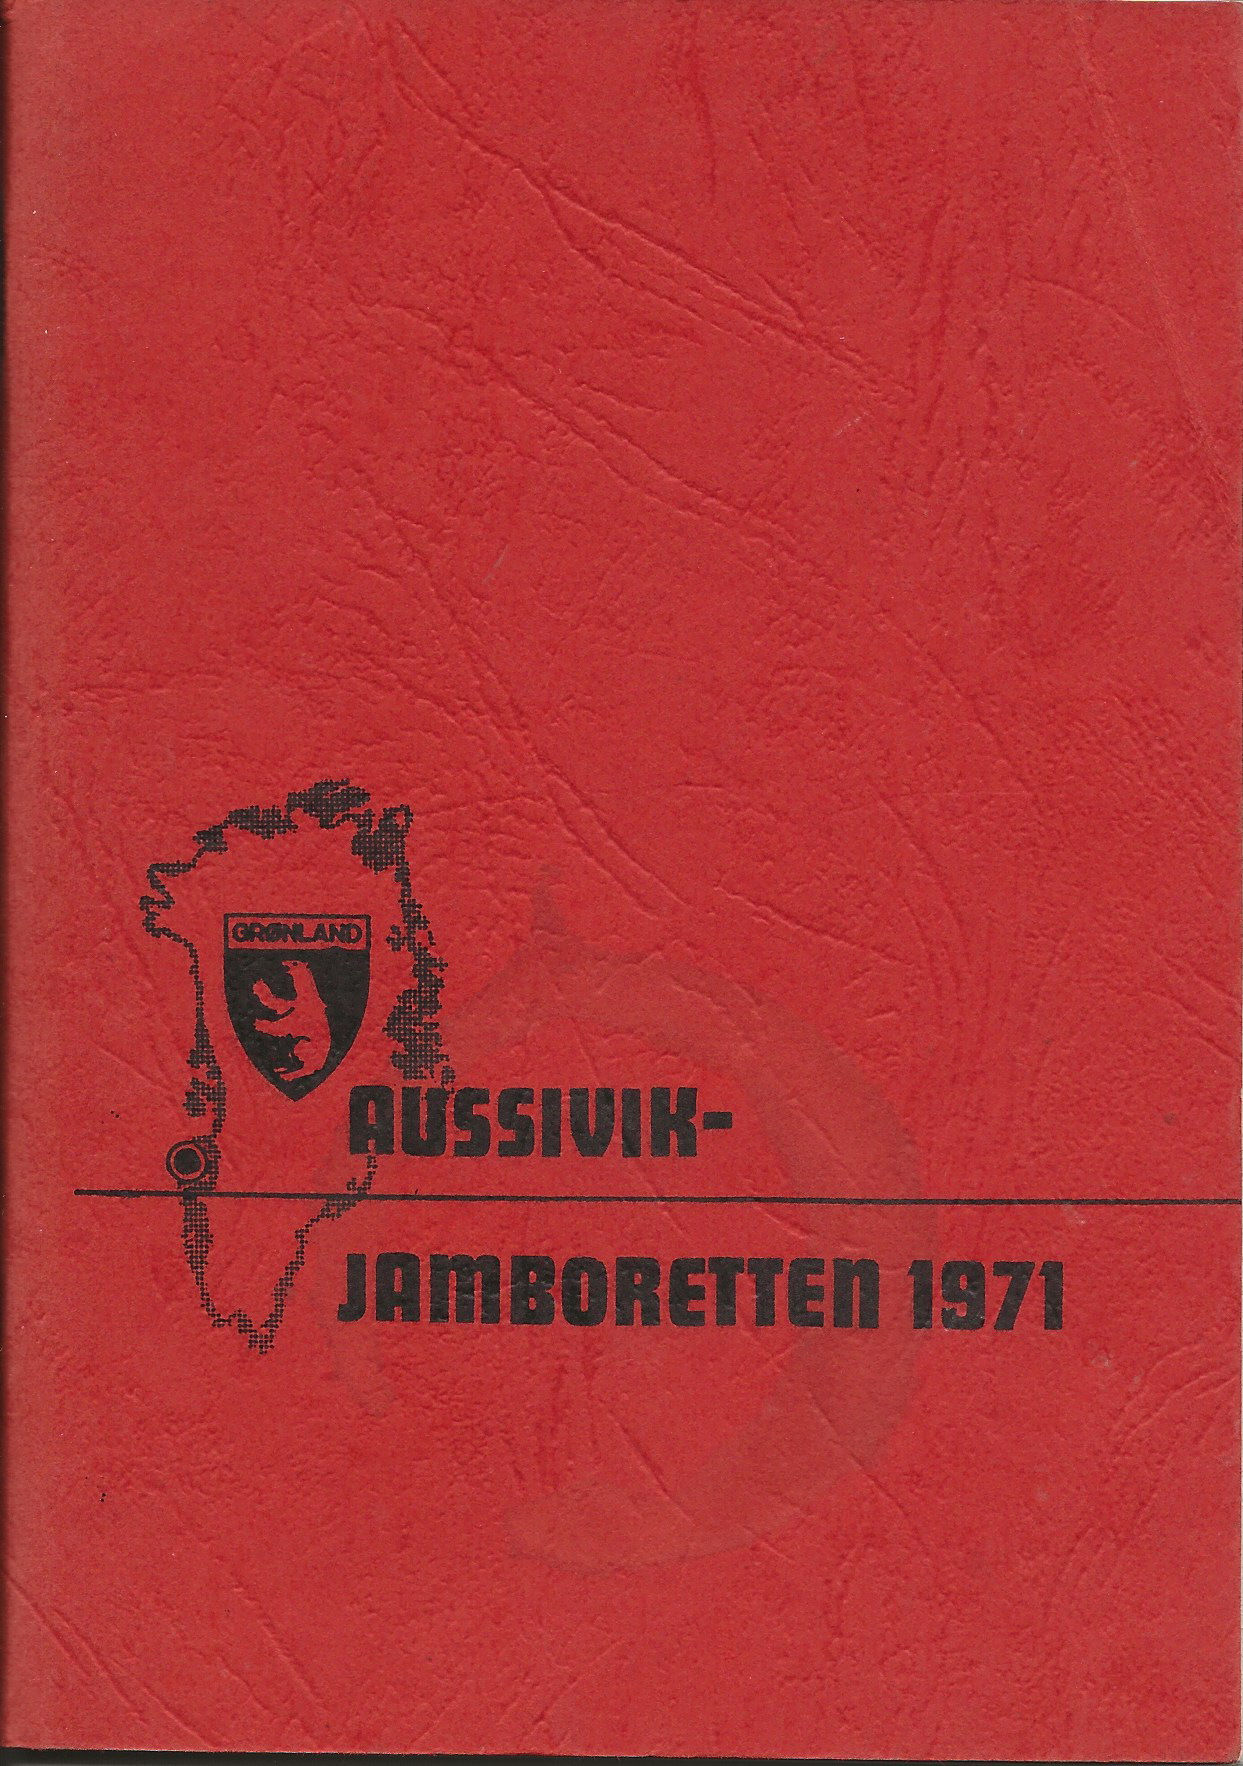 GRØNLAND
AUSSIVIK-
JAMBORETTEN 1971